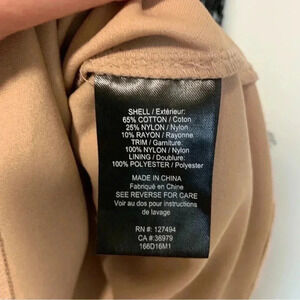 SHELL / Extérieur:
65% COTTON / Coton
25% NYLON / Nylon
10% RAYON / Rayonne
TRIM / Garniture:
100% NYLON / Nylon
LINING / Doublure:
100% POLYESTER / Polyester
MADE IN CHINA
Fabriqué en Chine
SEE REVERSE FOR CARE
Voir au dos pour instructions
de lavage
RN #: 127494
CA #:36979
166D16M1